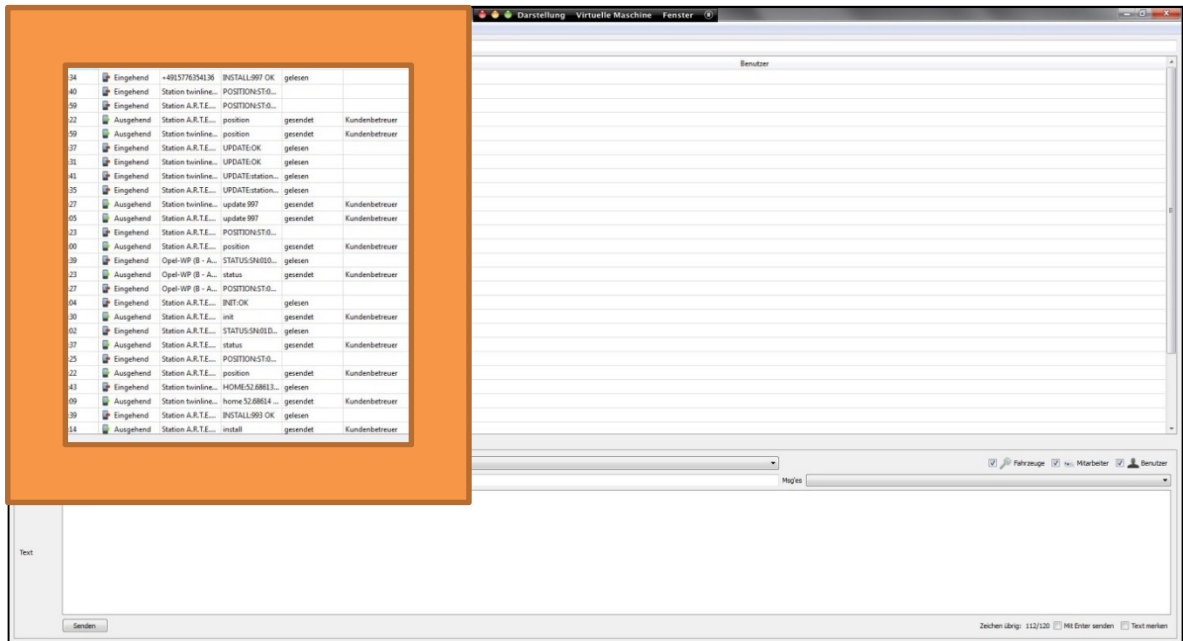 Darstellung Virtuelle Maschine Fenster
Benutzer
:34 Eingehend +4915776354136 INSTALL:997 OK gelesen
:40 Eingehend Station twinline... POSITION:ST:0...
:59 Eingehend Station A.R.T.E.... POSITION:ST:0...
:22 Ausgehend Station A.R.T.E.... position gesendet Kundenbetreuer
:59 Ausgehend Station twinline... position gesendet Kundenbetreuer
:37 Eingehend Station A.R.T.E.... UPDATE:OK gelesen
:31 Eingehend Station twinline... UPDATE:OK gelesen
:41 Eingehend Station twinline... UPDATE:station... gelesen
:35 Eingehend Station A.R.T.E.... UPDATE:station... gelesen
:27 Ausgehend Station twinline... update 997 gesendet Kundenbetreuer
:05 Ausgehend Station A.R.T.E.... update 997 gesendet Kundenbetreuer
:23 Eingehend Station A.R.T.E.... POSITION:ST:0...
:00 Ausgehend Station A.R.T.E.... position gesendet Kundenbetreuer
:39 Eingehend Opel-WP (B - A... STATUS:SN:010... gelesen
:23 Ausgehend Opel-WP (B - A... status gesendet Kundenbetreuer
:27 Eingehend Opel-WP (B - A... POSITION:ST:0...
:04 Eingehend Station A.R.T.E.... INIT:OK gelesen
:30 Ausgehend Station A.R.T.E.... init gesendet Kundenbetreuer
:02 Eingehend Station A.R.T.E.... STATUS:SN:01D... gelesen
:37 Ausgehend Station A.R.T.E.... status gesendet Kundenbetreuer
:25 Eingehend Station A.R.T.E.... POSITION:ST:0...
:22 Ausgehend Station A.R.T.E.... position gesendet Kundenbetreuer
:43 Eingehend Station twinline... HOME:52.68613... gelesen
:09 Ausgehend Station twinline... home 52.68614 ... gesendet Kundenbetreuer
:39 Eingehend Station A.R.T.E.... INSTALL:993 OK gelesen
:14 Ausgehend Station A.R.T.E.... install gesendet Kundenbetreuer
Fahrzeuge Mitarbeiter Benutzer
Msg'es
Text
Senden Zeichen übrig: 112/120 Mit Enter senden Text merken